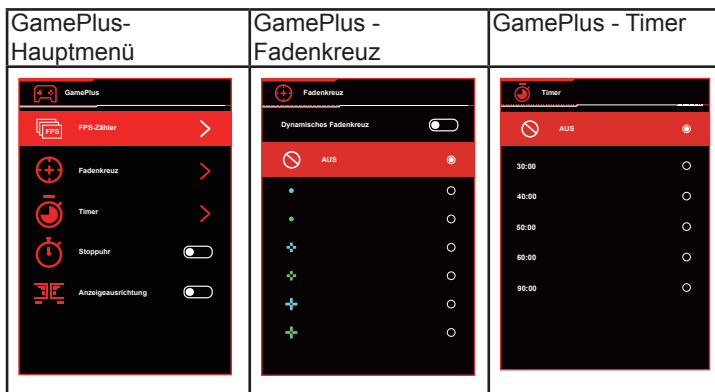 GamePlus-
Hauptmenü
GamePlus -
Fadenkreuz
GamePlus - Timer
GamePlus
FPS-Zähler
FPS
Fadenkreuz
Timer
Stoppuhr
Anzeigeausrichtung
Fadenkreuz
Dynamisches Fadenkreuz
AUS
Timer
AUS
30:00
40:00
50:00
60:00
90:00